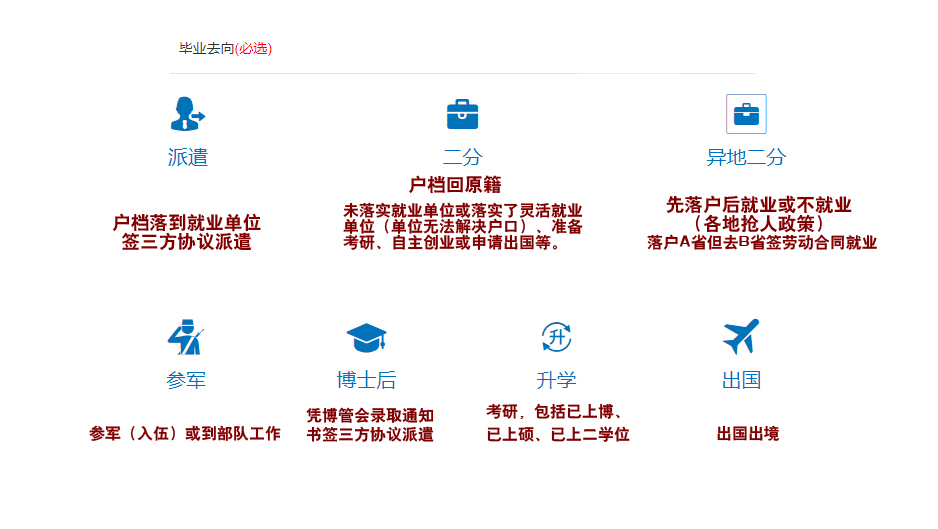 毕业去向(必选)
派遣
二分
异地二分
户档落到就业单位
签三方协议派遣
户档回原籍
未落实就业单位或落实了灵活就业
单位（单位无法解决户口）、准备
考研、自主创业或申请出国等。
先落户后就业或不就业
（各地抢人政策）
落户A省但去B省签劳动合同就业
升
参军
博士后
升学
出国
参军（入伍）或到部队工作
凭博管会录取通知
书签三方协议派遣
考研，包括已上博、
已上硕、已上二学位
出国出境